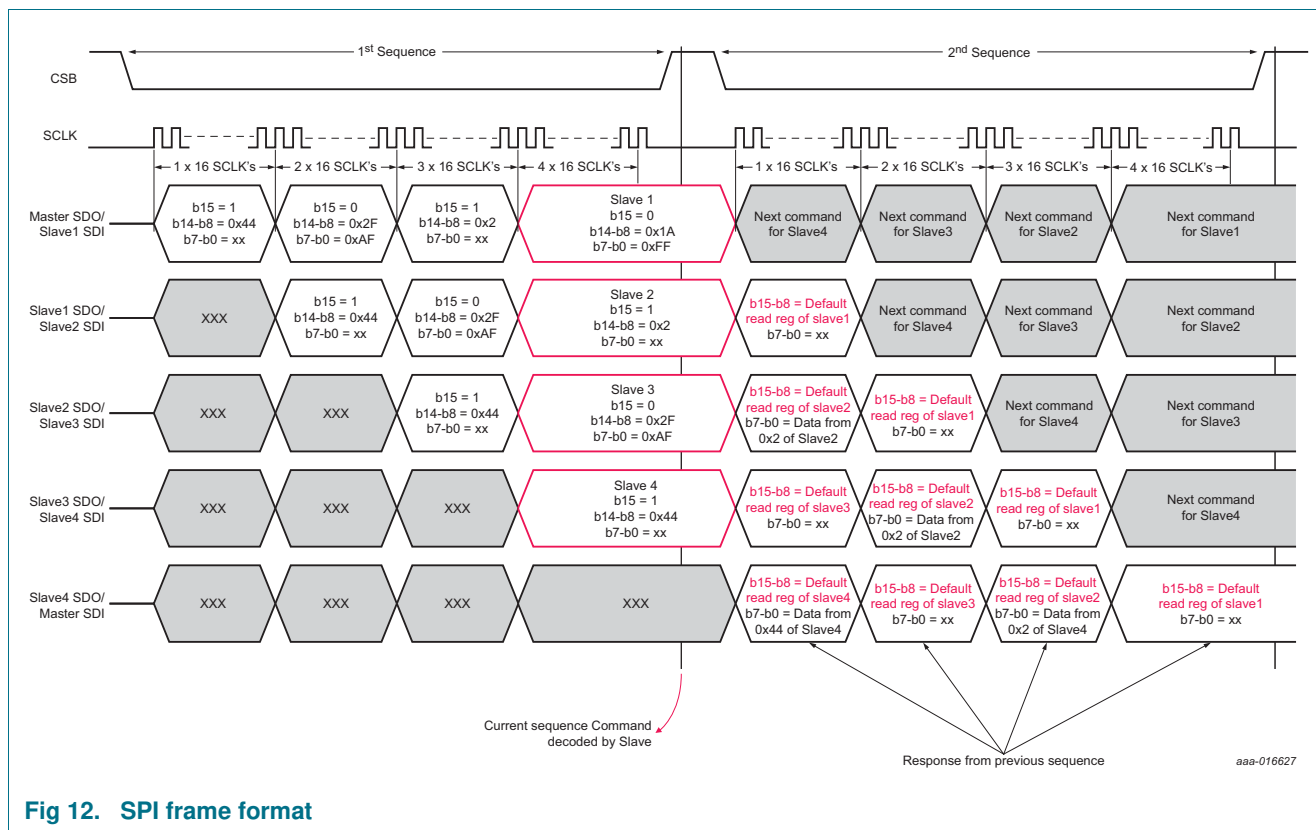 1st Sequence
2nd Sequence
CSB
SCLK
1 x 16 SCLK's
2 x 16 SCLK's
3 x 16 SCLK's
4 x 16 SCLK's
1 x 16 SCLK's
2 x 16 SCLK's
3 x 16 SCLK's
4 x 16 SCLK's
Master SDO/
Slave1 SDI
b15 = 1
b14-b8 = 0x44
b7-b0 = xx
b15 = 0
b14-b8 = 0x2F
b7-b0 = 0xAF
b15 = 1
b14-b8 = 0x2
b7-b0 = xx
Slave 1
b15 = 0
b14-b8 = 0x1A
b7-b0 = 0xFF
Next command
for Slave4
Next command
for Slave3
Next command
for Slave2
Next command
for Slave1
Slave1 SDO/
Slave2 SDI
XXX
b15 = 1
b14-b8 = 0x44
b7-b0 = xx
b15 = 0
b14-b8 = 0x2F
b7-b0 = 0xAF
Slave 2
b15 = 1
b14-b8 = 0x2
b7-b0 = xx
b15-b8 = Default
read reg of slave1
b7-b0 = xx
Next command
for Slave4
Next command
for Slave3
Next command
for Slave2
Slave2 SDO/
Slave3 SDI
XXX
XXX
b15 = 1
b14-b8 = 0x44
b7-b0 = xx
Slave 3
b15 = 0
b14-b8 = 0x2F
b7-b0 = 0xAF
b15-b8 = Default
read reg of slave2
b7-b0 = Data from
0x2 of Slave2
b15-b8 = Default
read reg of slave1
b7-b0 = xx
Next command
for Slave4
Next command
for Slave3
Slave3 SDO/
Slave4 SDI
XXX
XXX
XXX
Slave 4
b15 = 1
b14-b8 = 0x44
b7-b0 = xx
b15-b8 = Default
read reg of slave3
b7-b0 = xx
b15-b8 = Default
read reg of slave2
b7-b0 = Data from
0x2 of Slave2
b15-b8 = Default
read reg of slave1
b7-b0 = xx
Next command
for Slave4
Slave4 SDO/
Master SDI
XXX
XXX
XXX
XXX
b15-b8 = Default
read reg of slave4
b7-b0 = Data from
0x44 of Slave4
b15-b8 = Default
read reg of slave3
b7-b0 = xx
b15-b8 = Default
read reg of slave2
b7-b0 = Data from
0x2 of Slave4
b15-b8 = Default
read reg of slave1
b7-b0 = xx
Current sequence Command
decoded by Slave
Response from previous sequence
aaa-016627
Fig 12. SPI frame format